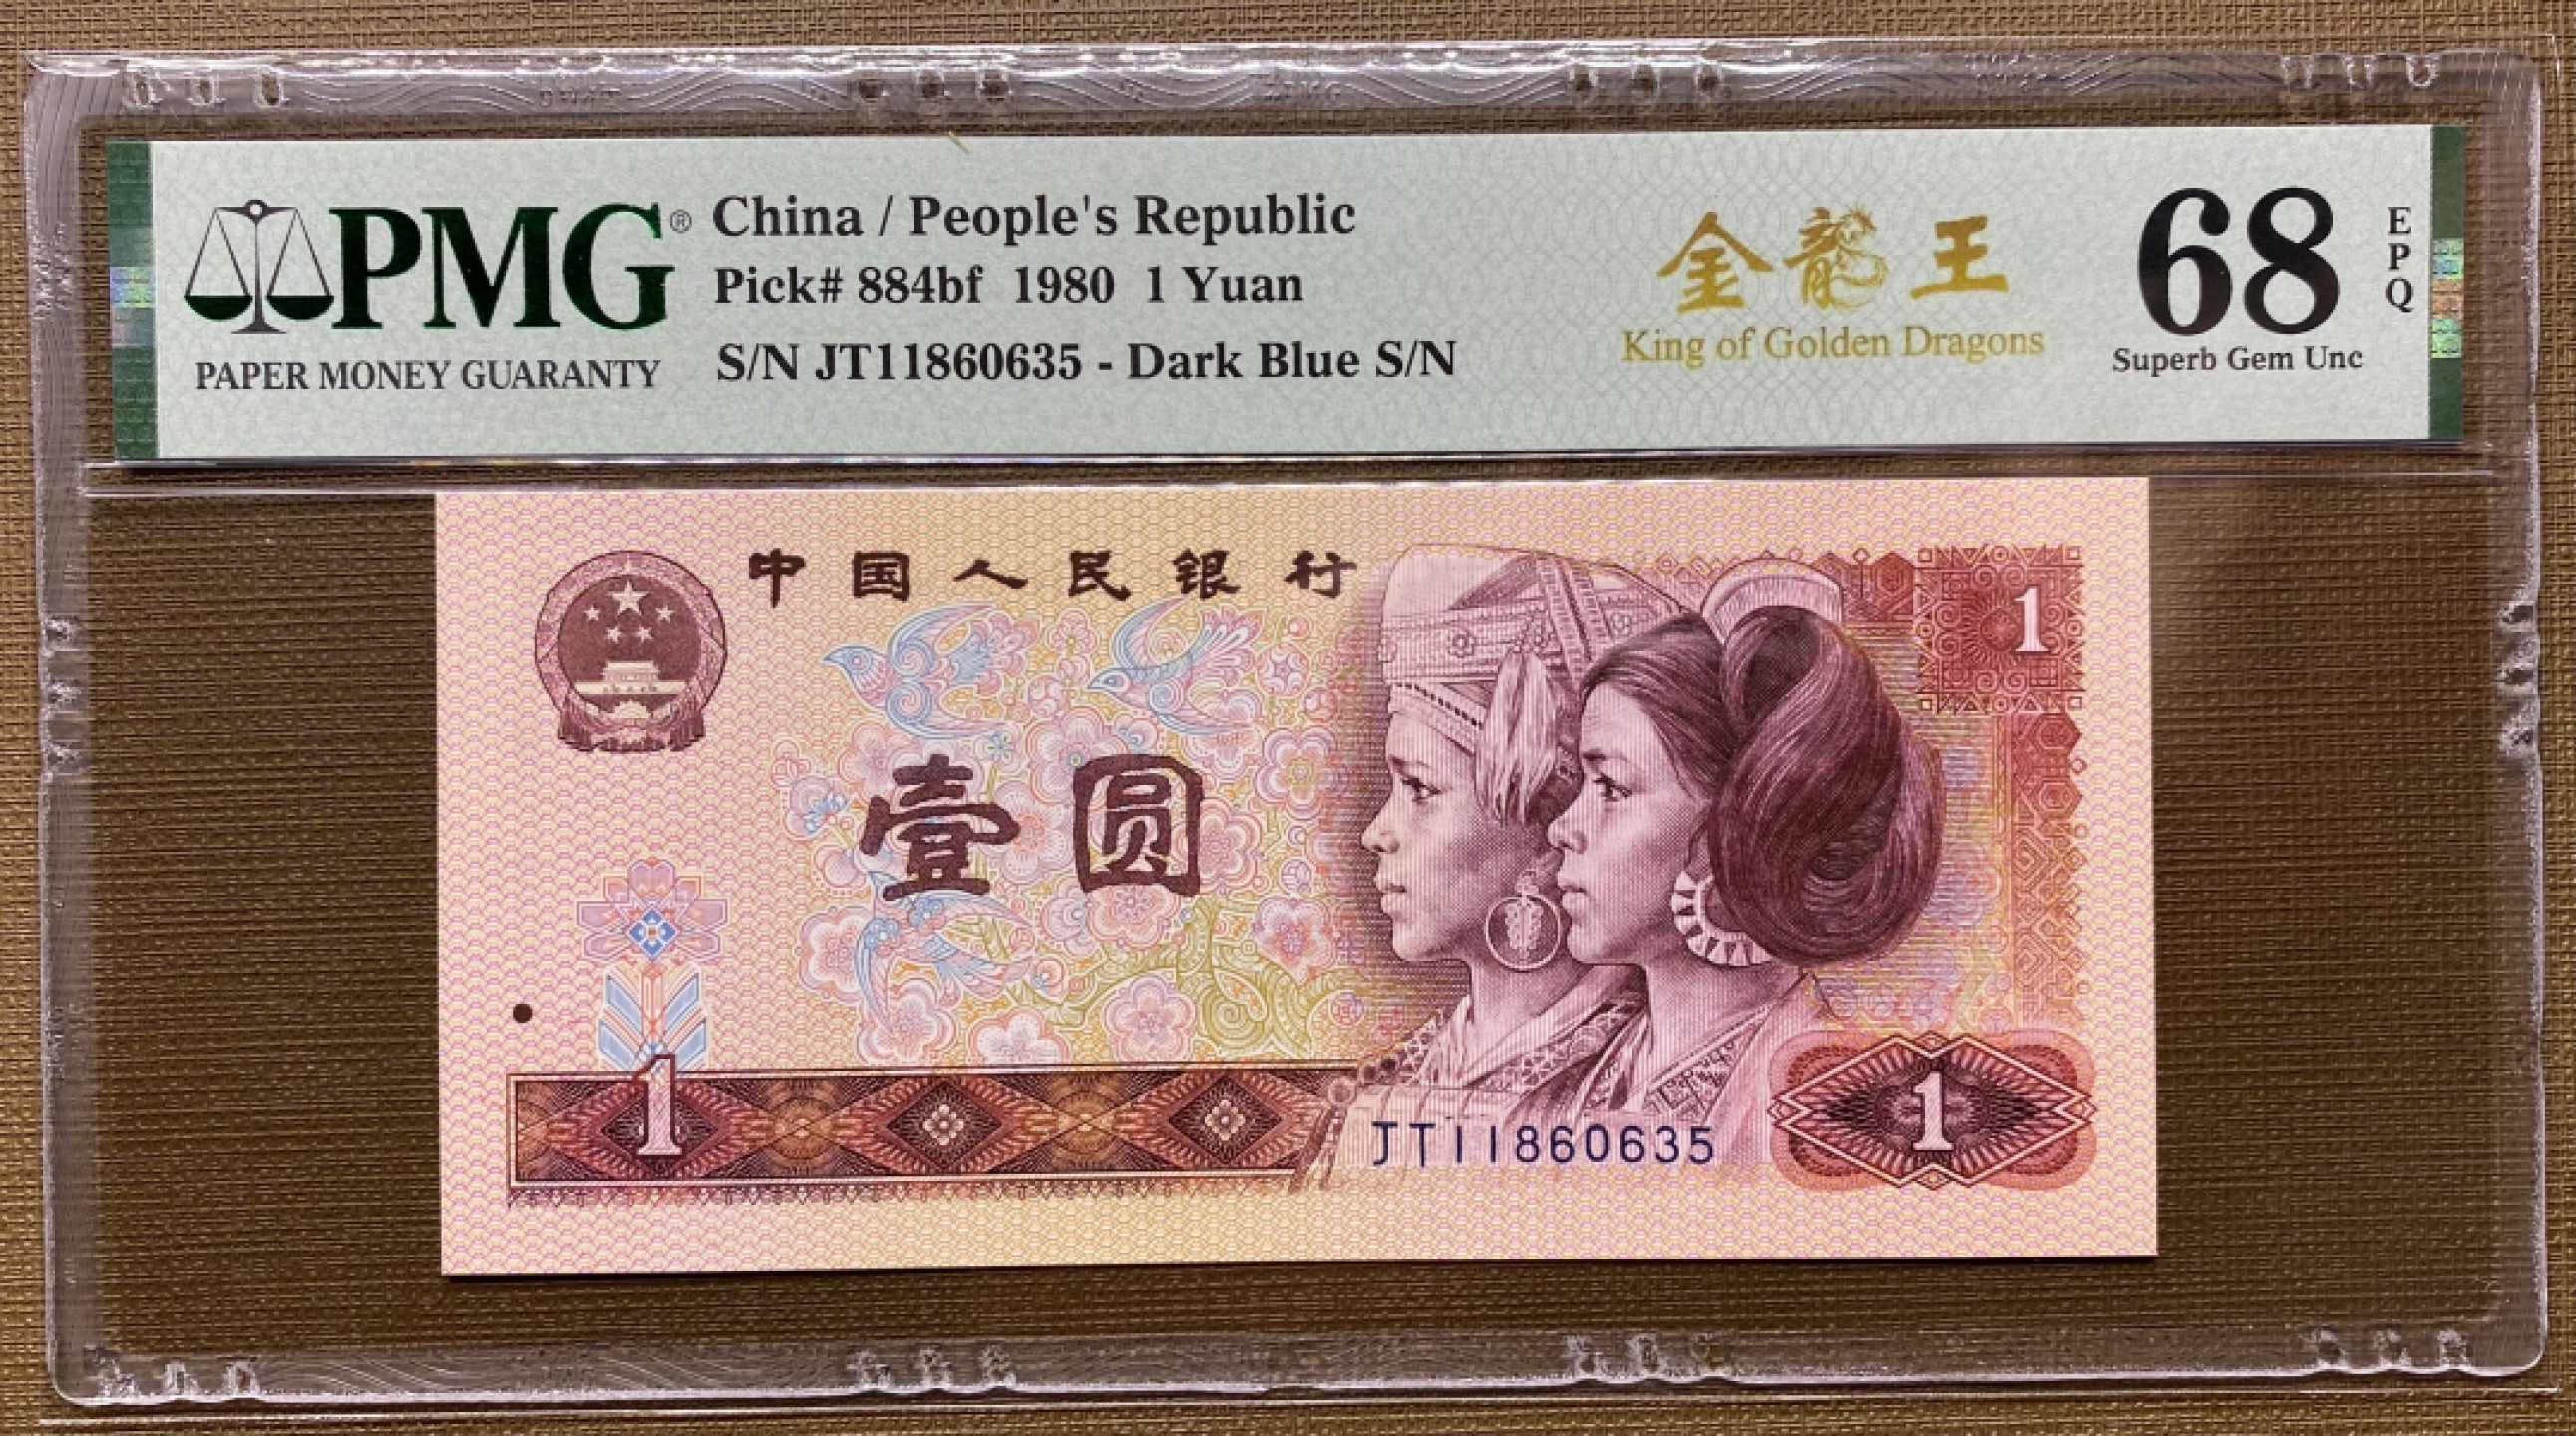 PMG®
PAPER MONEY GUARANTY
China / People's Republic
Pick# 884bf 1980 1 Yuan
S/N JT11860635 - Dark Blue S/N
金龍王
King of Golden Dragons
68
EPQ
Superb Gem Unc
中国人民银行
1
壹圆
1
JT11860635
1